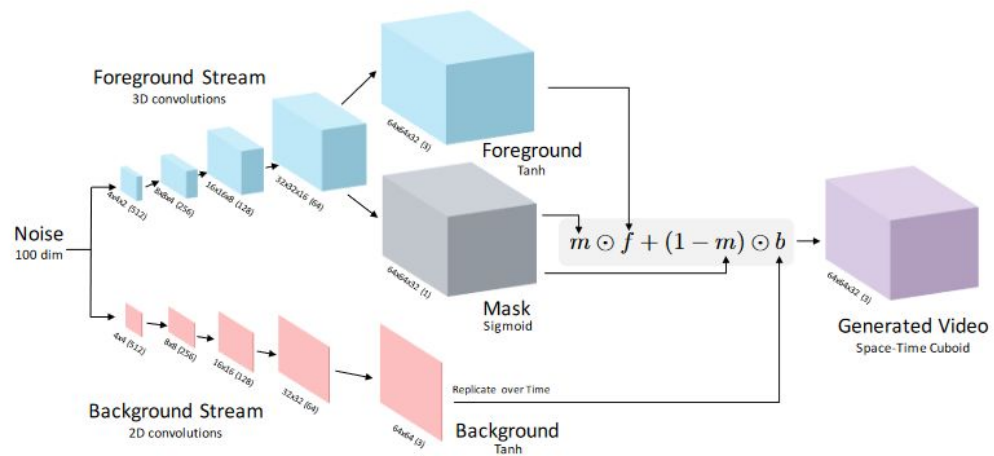 Foreground Stream
3D convolutions
4x4x2 (512)
8x8x4 (256)
16x16x8 (128)
32x32x16 (64)
64x64x32 (3)
Foreground
Tanh
64x64x32 (1)
Mask
Sigmoid
Noise
100 dim
m ⊙ f + (1 − m) ⊙ b
64x64x32 (3)
Generated Video
Space-Time Cuboid
4x4 (512)
8x8 (256)
16x16 (128)
32x32 (64)
64x64 (3)
Replicate over Time
Background Stream
2D convolutions
Background
Tanh